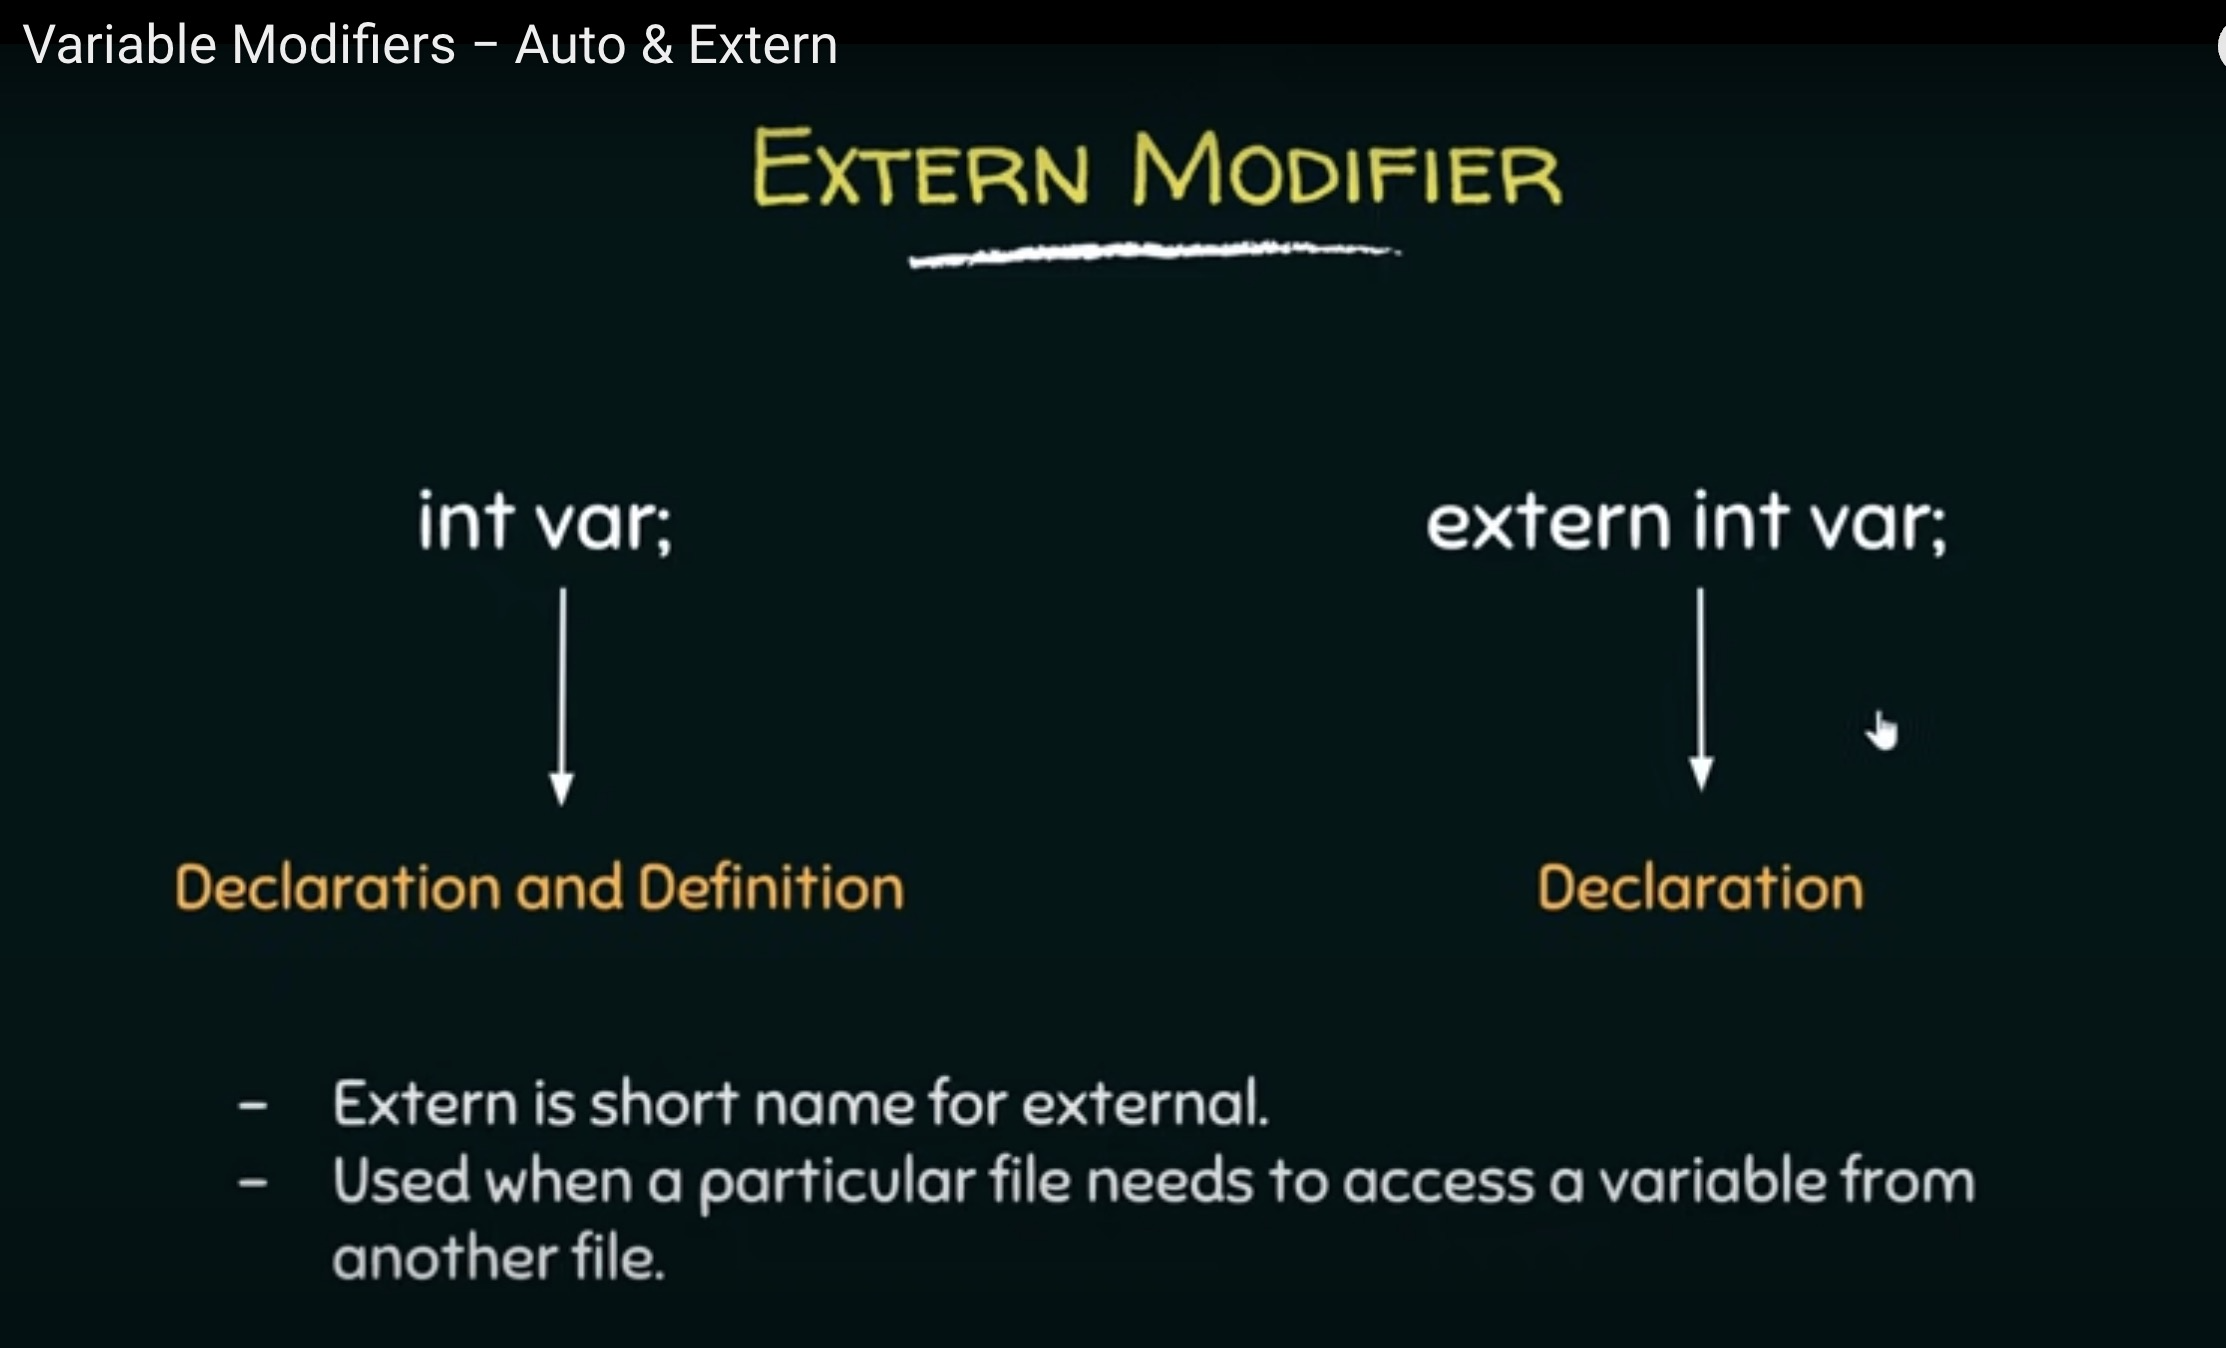 Variable Modifiers – Auto & Extern
EXTERN MODIFIER
int var;
extern int var;
Declaration and Definition
Declaration
- Extern is short name for external.
- Used when a particular file needs to access a variable from
another file.